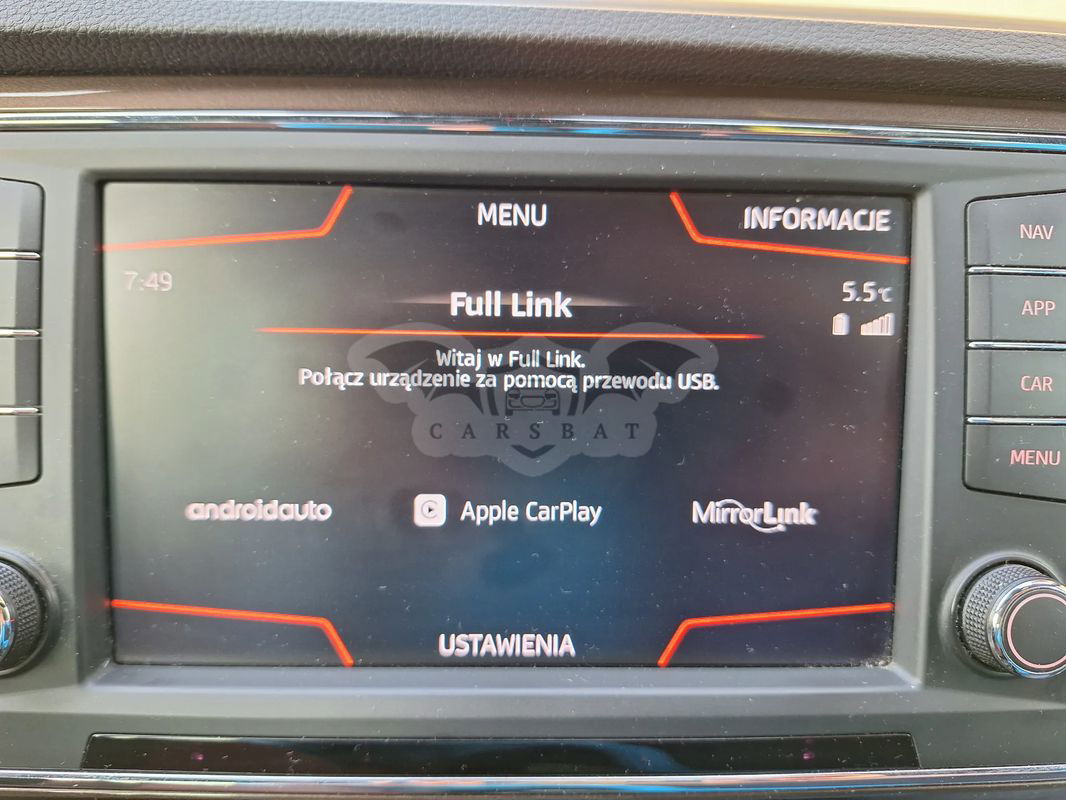 MENU
INFORMACJE
7:49
5.5°C
Full Link
Witaj w Full Link.
Połącz urządzenie za pomocą przewodu USB.
CARSBAT
androidauto
Apple CarPlay
MirrorLink
USTAWIENIA
NAV
APP
CAR
MENU